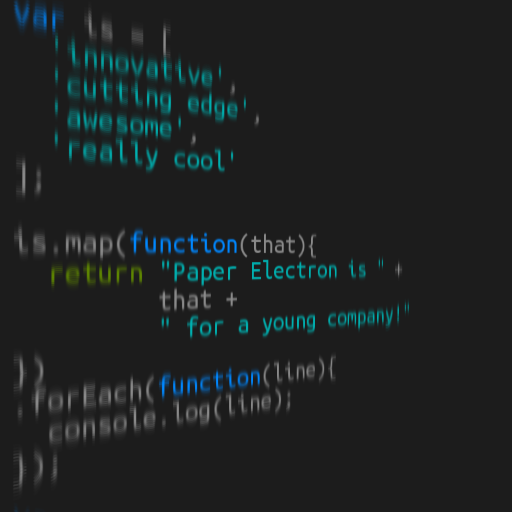 var is = [
'innovative',
'cutting edge',
'awesome',
'really cool'
];
is.map(function(that){
return "Paper Electron is " +
that +
" for a young company!"
})
.forEach(function(line){
console.log(line);
});